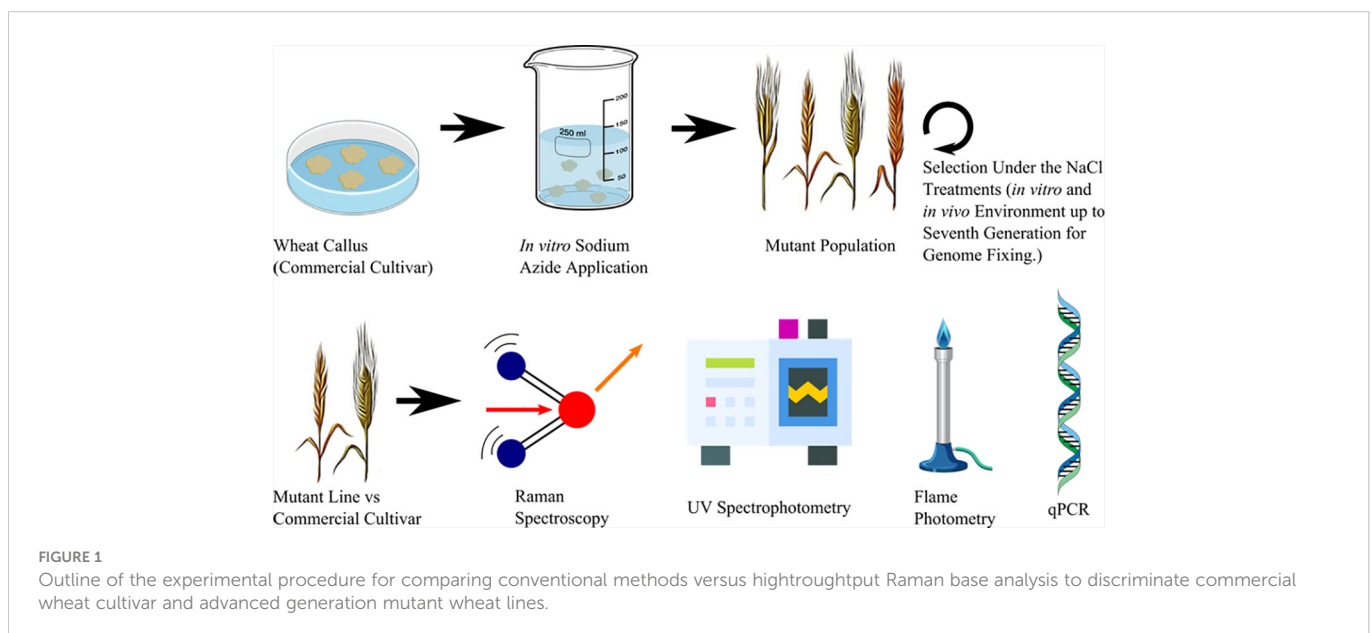 200
150
250 ml
100
50
Wheat Callus
(Commercial Cultivar)
In vitro Sodium
Azide Application
Mutant Population
Selection Under the NaCl
Treatments (in vitro and
in vivo Environment up to
Seventh Generation for
Genome Fixing.)
Mutant Line vs
Commercial Cultivar
Raman
Spectroscopy
UV Spectrophotometry
Flame
Photometry
qPCR
FIGURE 1
Outline of the experimental procedure for comparing conventional methods versus hightroughtput Raman base analysis to discriminate commercial
wheat cultivar and advanced generation mutant wheat lines.